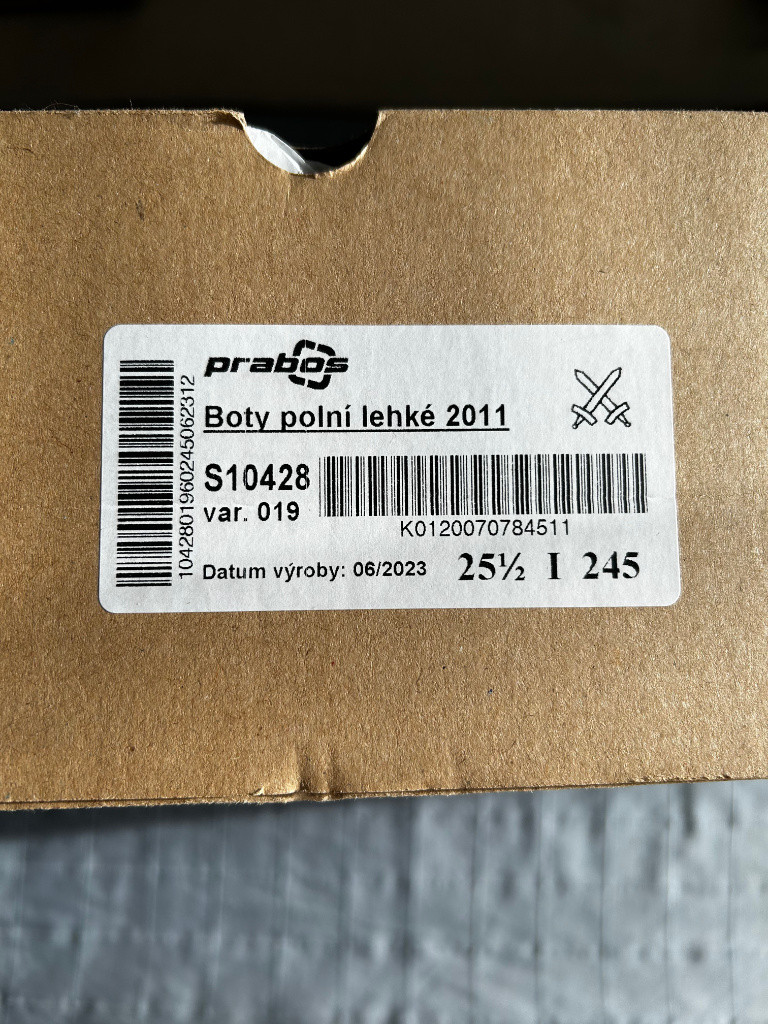 prabos
Boty polní lehké 2011
S10428
var. 019
K0120070784511
Datum výroby: 06/2023
25½ I 245
1042801960245062312